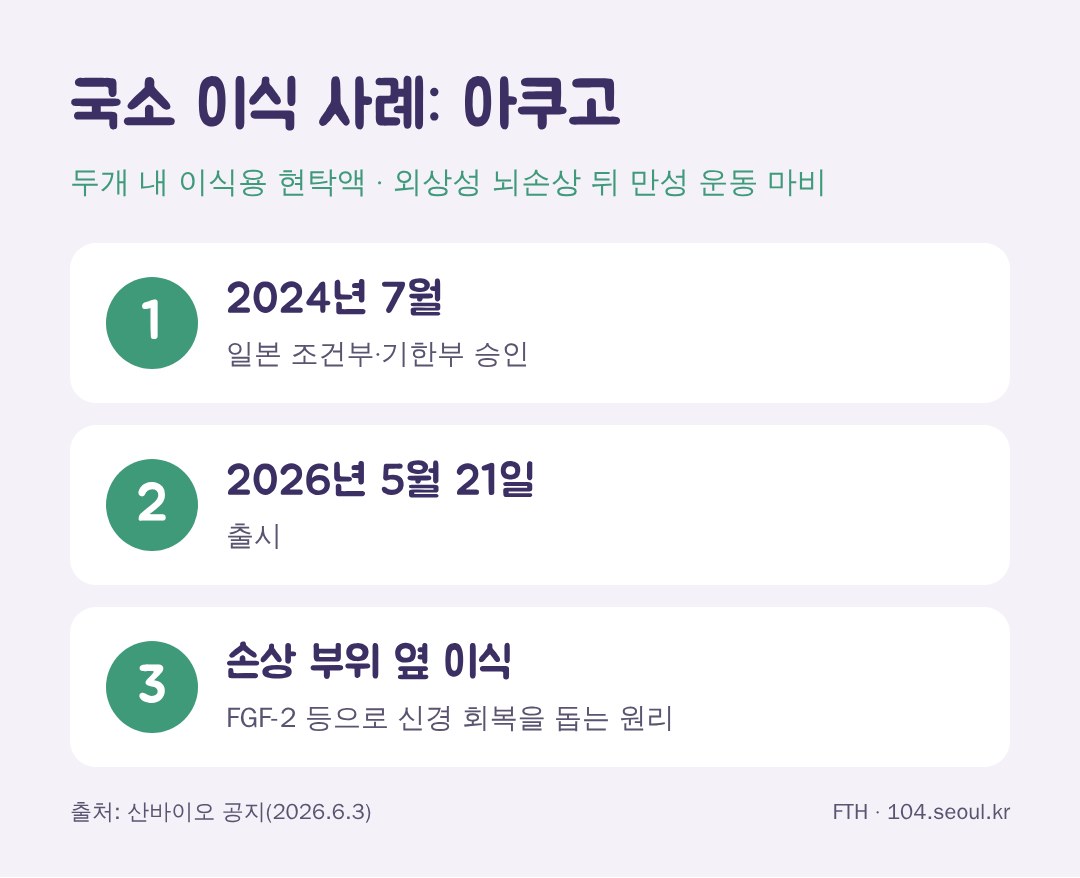 국소 이식 사례: 아쿠고
두개 내 이식용 현탁액 · 외상성 뇌손상 뒤 만성 운동 마비
1
2024년 7월
일본 조건부·기한부 승인
2
2026년 5월 21일
출시
3
손상 부위 옆 이식
FGF-2 등으로 신경 회복을 돕는 원리
출처: 산바이오 공지(2026.6.3)
FTH · 104.seoul.kr